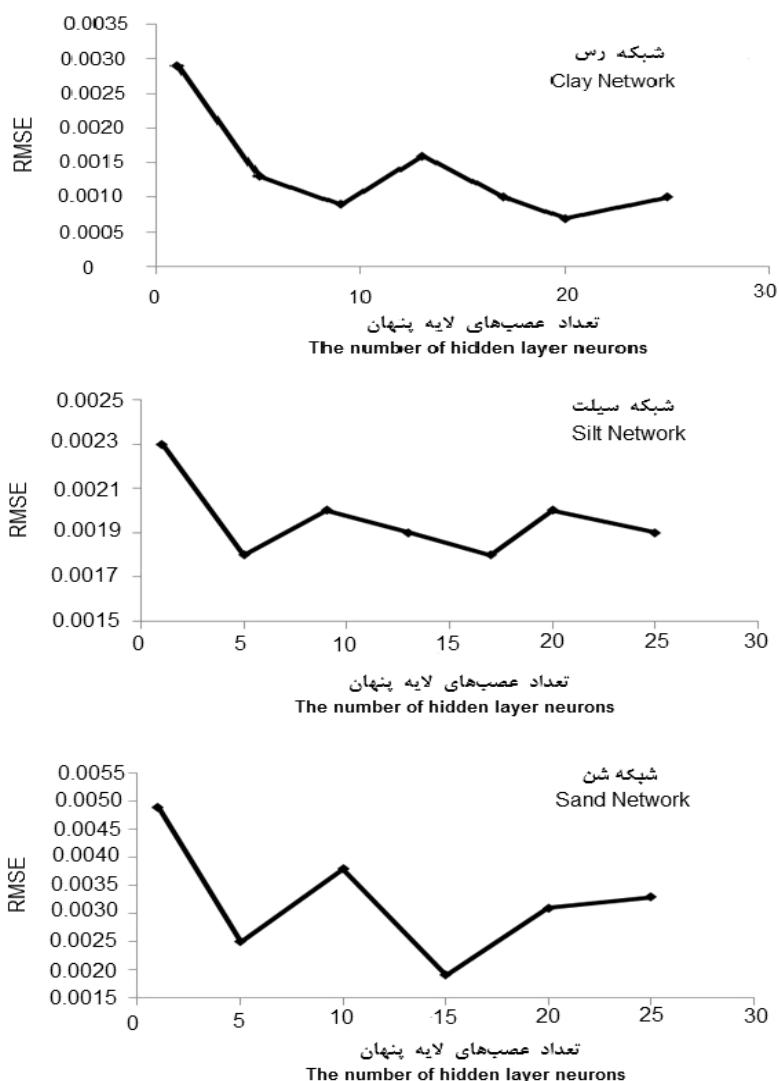 0.0035
شبکه رس
0.0030
Clay Network
0.0025
0.0020
RMSE
0.0015
0.0010
0.0005
0
0 10 20 30
تعداد عصب‌های لایه پنهان
The number of hidden layer neurons
0.0025
شبکه سیلت
0.0023
Silt Network
0.0021
RMSE
0.0019
0.0017
0.0015
0 5 10 15 20 25 30
تعداد عصب‌های لایه پنهان
The number of hidden layer neurons
0.0055
شبکه شن
0.0050
Sand Network
0.0045
0.0040
RMSE
0.0035
0.0030
0.0025
0.0020
0.0015
0 5 10 15 20 25 30
تعداد عصب‌های لایه پنهان
The number of hidden layer neurons